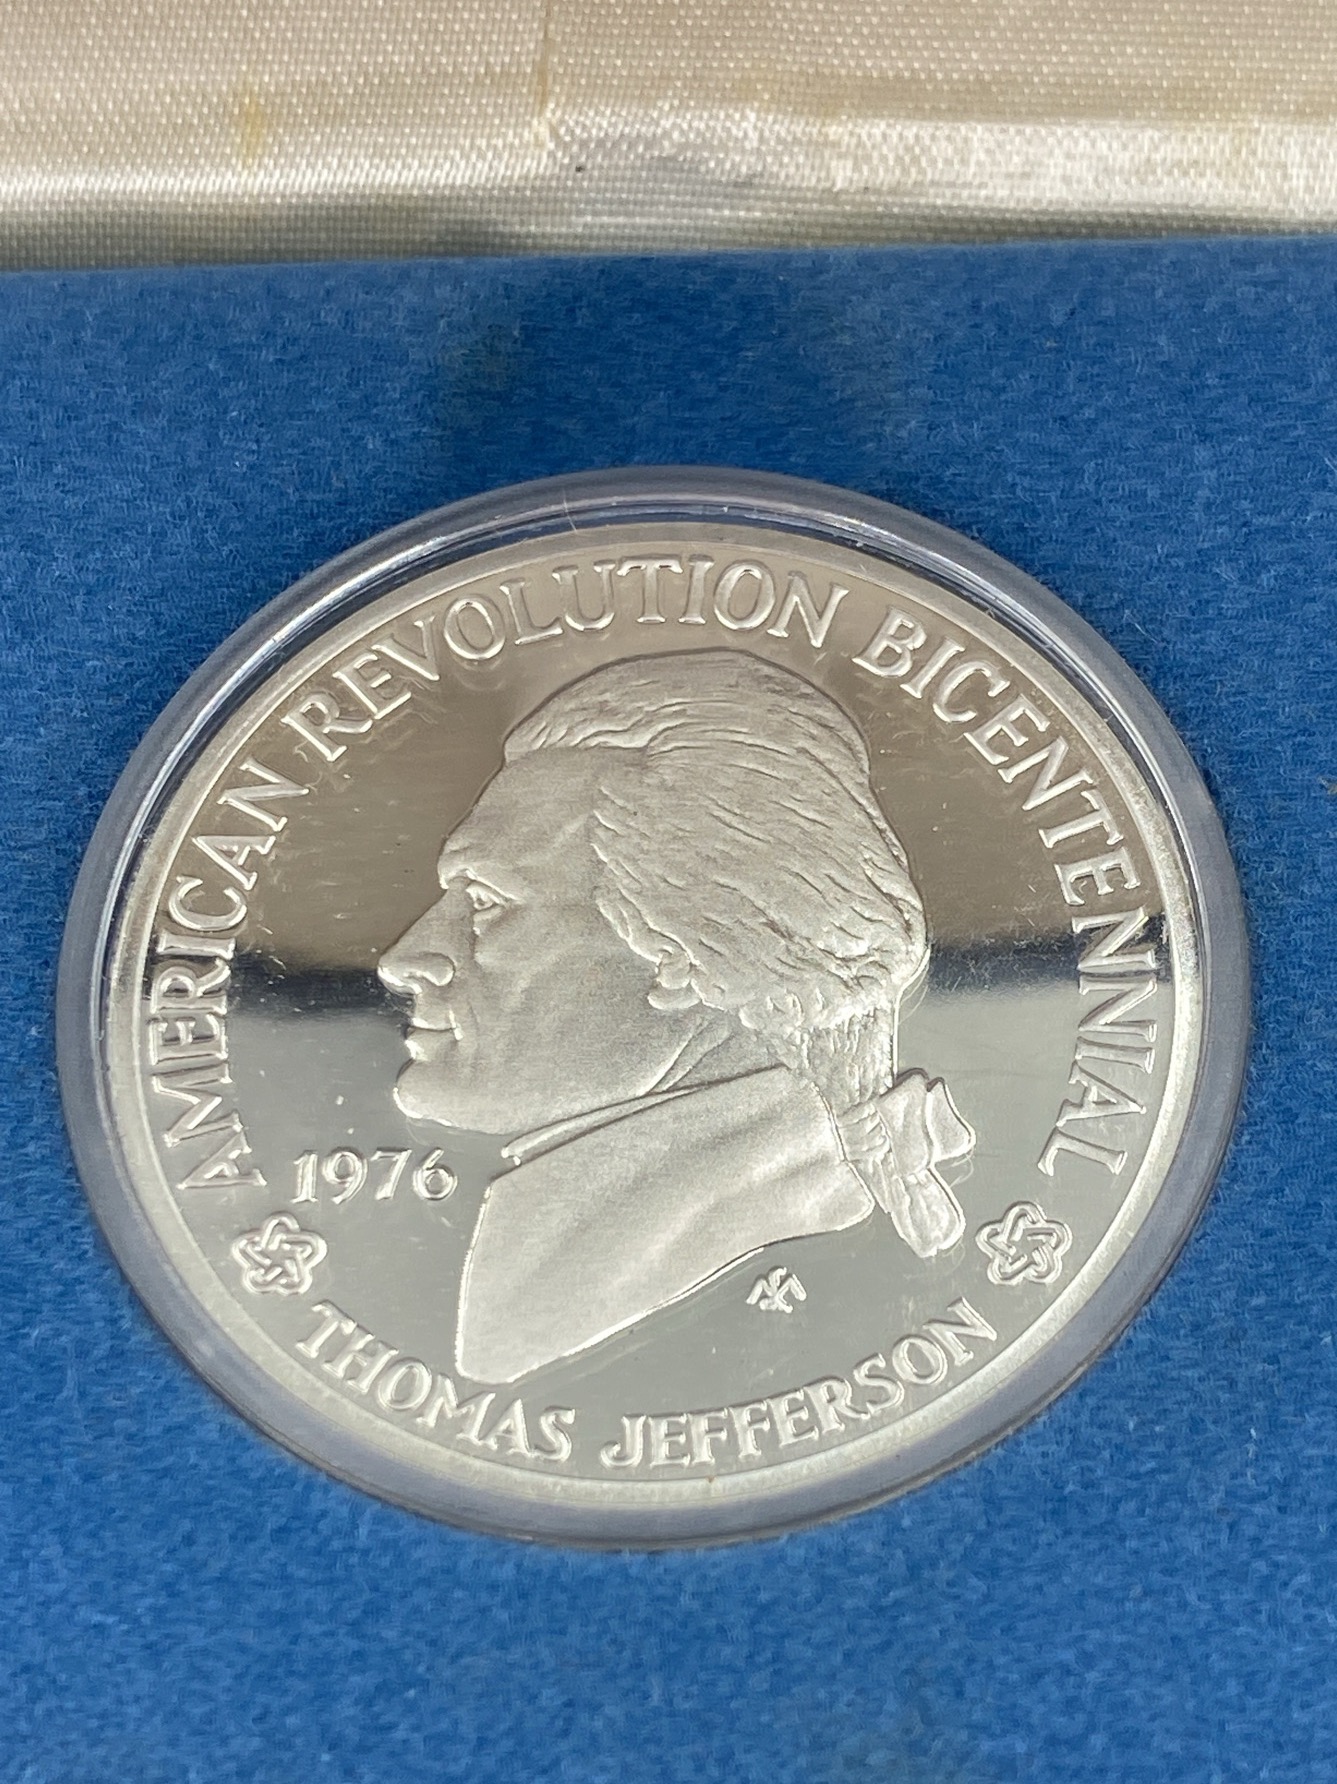 AMERICAN REVOLUTION BICENTENNIAL
1976
THOMAS JEFFERSON